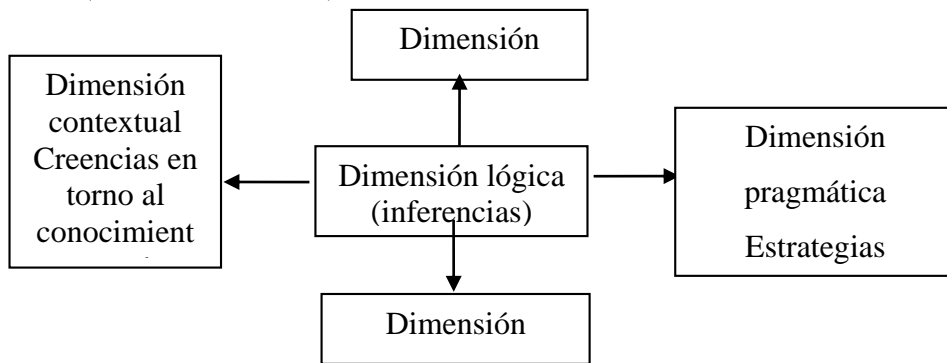 Dimensión
Dimensión
contextual
Creencias en
torno al
conocimient
Dimensión lógica
(inferencias)
Dimensión
pragmática
Estrategias
Dimensión